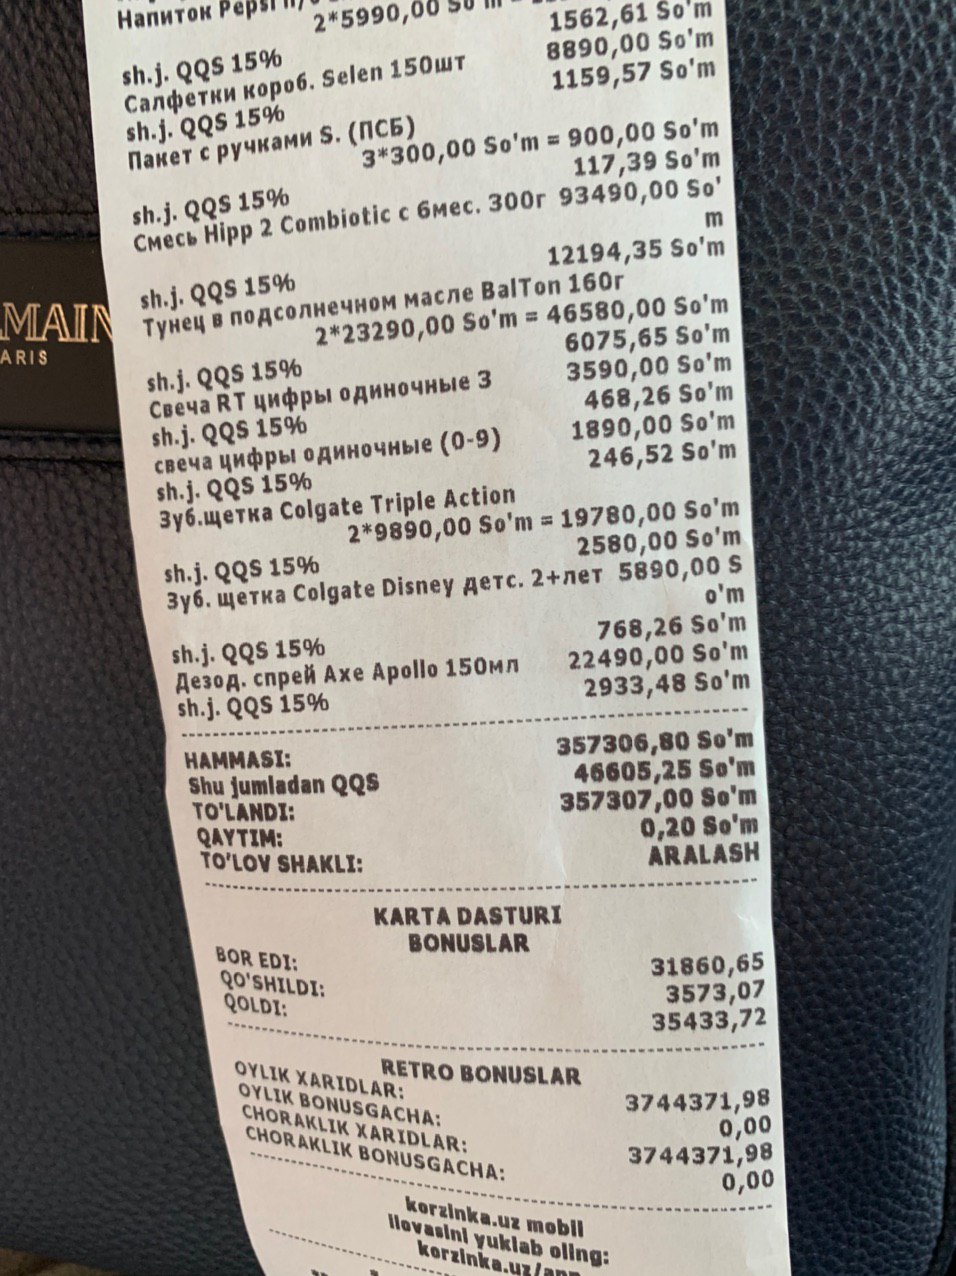 Напиток Pepsi
2*5990,00 So'm
1562,61 So'm
sh.j. QQS 15%
8890,00 So'm
Салфетки короб. Selen 150шт
1159,57 So'm
sh.j. QQS 15%
Пакет с ручками S. (ПСБ)
3*300,00 So'm = 900,00 So'm
117,39 So'm
sh.j. QQS 15%
Смесь Hipp 2 Combiotic с 6мес. 300г 93490,00 So'
m
12194,35 So'm
sh.j. QQS 15%
Тунец в подсолнечном масле BalTon 160г
2*23290,00 So'm = 46580,00 So'm
6075,65 So'm
sh.j. QQS 15%
Свеча RT цифры одиночные 3 3590,00 So'm
sh.j. QQS 15% 468,26 So'm
свеча цифры одиночные (0-9) 1890,00 So'm
sh.j. QQS 15% 246,52 So'm
Зуб.щетка Colgate Triple Action
2*9890,00 So'm = 19780,00 So'm
sh.j. QQS 15% 2580,00 So'm
Зуб. щетка Colgate Disney детс. 2+лет 5890,00 S
o'm
sh.j. QQS 15% 768,26 So'm
Дезод. спрей Axe Apollo 150мл 22490,00 So'm
sh.j. QQS 15% 2933,48 So'm
HAMMASI: 357306,80 So'm
Shu jumladan QQS 46605,25 So'm
TO'LANDI: 357307,00 So'm
QAYTIM: 0,20 So'm
TO'LOV SHAKLI: ARALASH
KARTA DASTURI
BONUSLAR
BOR EDI: 31860,65
QO'SHILDI: 3573,07
QOLDI: 35433,72
RETRO BONUSLAR
OYLIK XARIDLAR: 3744371,98
OYLIK BONUSGACHA: 0,00
CHORAKLIK XARIDLAR: 3744371,98
CHORAKLIK BONUSGACHA: 0,00
korzinka.uz mobil
ilovasini yuklab oling:
korzinka.uz/app
MAIN
ARIS